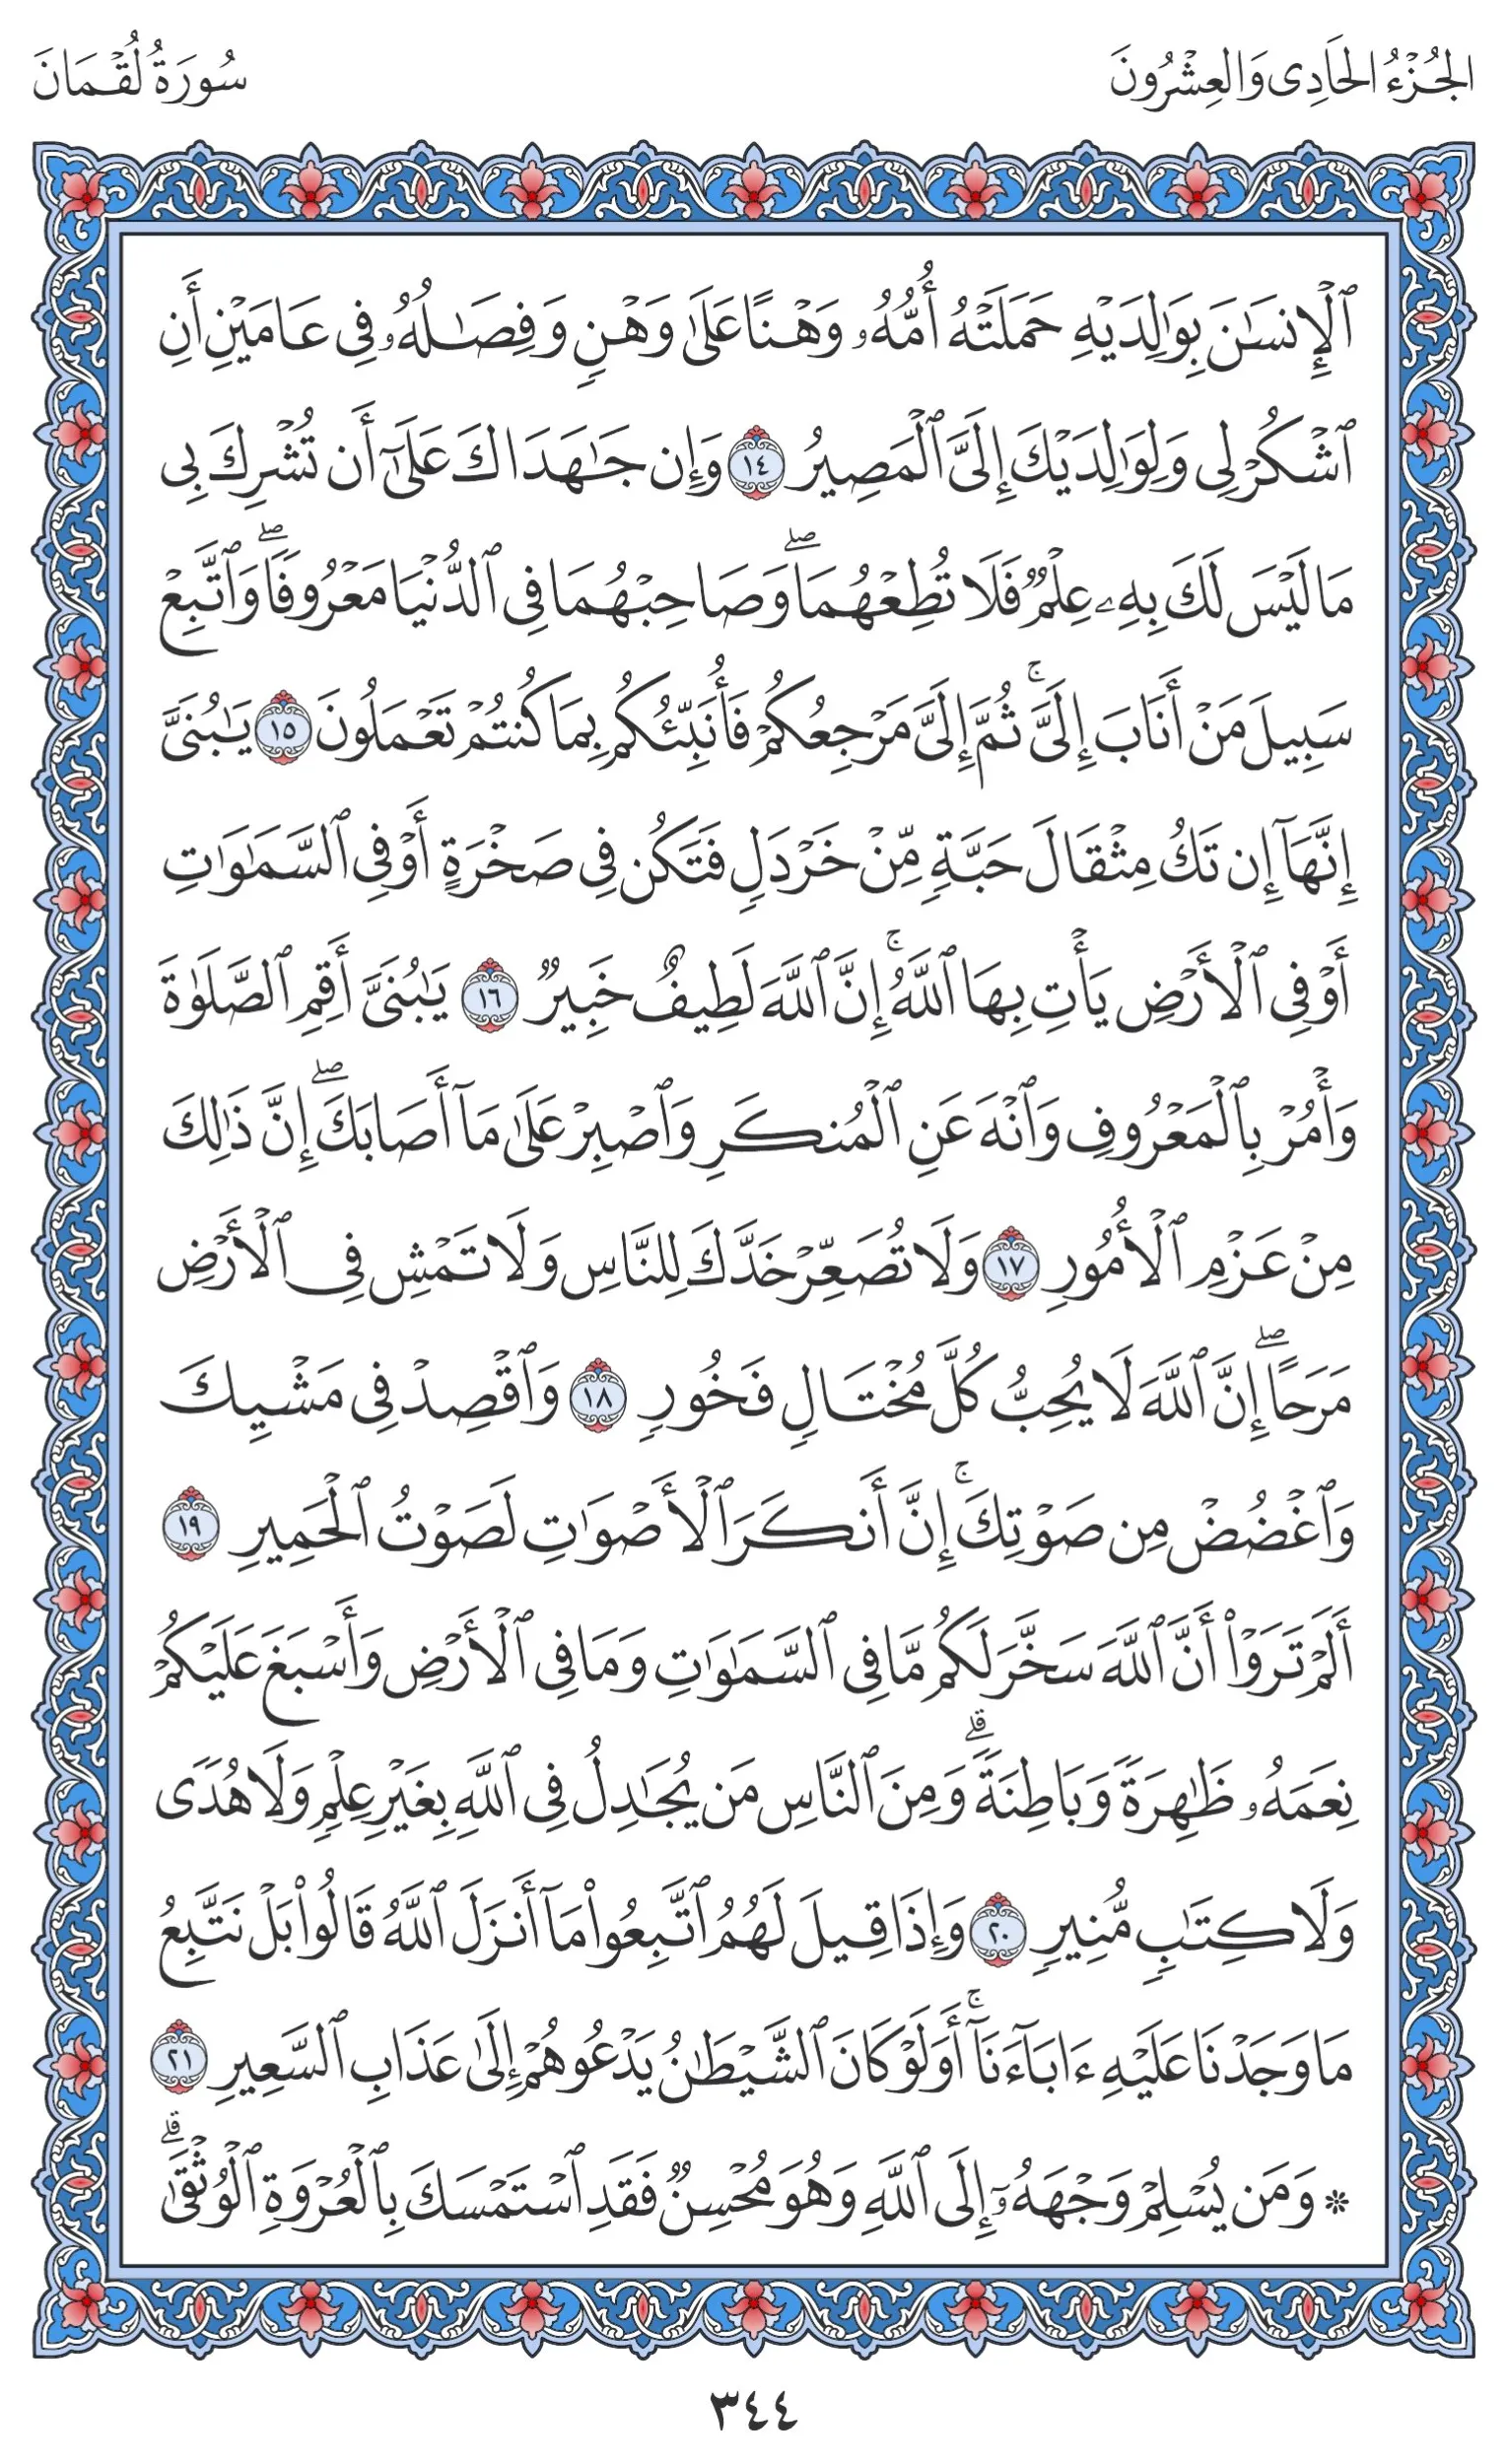 الجُزْءُ الحَادِى وَالعِشْرُونَ
سُورَةُ لُقْمَانَ
ٱلْإِنسَٰنَ بِوَٰلِدَيْهِ حَمَلَتْهُ أُمُّهُۥ وَهْنًا عَلَىٰ وَهْنٍ وَفِصَٰلُهُۥ فِى عَامَيْنِ أَنِ
ٱشْكُرْ لِى وَلِوَٰلِدَيْكَ إِلَىَّ ٱلْمَصِيرُ ١٤ وَإِن جَٰهَدَاكَ عَلَىٰٓ أَن تُشْرِكَ بِى
مَا لَيْسَ لَكَ بِهِۦ عِلْمٌ فَلَا تُطِعْهُمَاۖ وَصَاحِبْهُمَا فِى ٱلدُّنْيَا مَعْرُوفًاۖ وَٱتَّبِعْ
سَبِيلَ مَنْ أَنَابَ إِلَىَّۚ ثُمَّ إِلَىَّ مَرْجِعُكُمْ فَأُنَبِّئُكُم بِمَا كُنتُمْ تَعْمَلُونَ ١٥ يَٰبُنَىَّ
إِنَّهَآ إِن تَكُ مِثْقَالَ حَبَّةٍ مِّنْ خَرْدَلٍ فَتَكُن فِى صَخْرَةٍ أَوْ فِى ٱلسَّمَٰوَٰتِ
أَوْ فِى ٱلْأَرْضِ يَأْتِ بِهَا ٱللَّهُۚ إِنَّ ٱللَّهَ لَطِيفٌ خَبِيرٌ ١٦ يَٰبُنَىَّ أَقِمِ ٱلصَّلَوٰةَ
وَأْمُرْ بِٱلْمَعْرُوفِ وَٱنْهَ عَنِ ٱلْمُنكَرِ وَٱصْبِرْ عَلَىٰ مَآ أَصَابَكَۖ إِنَّ ذَٰلِكَ
مِنْ عَزْمِ ٱلْأُمُورِ ١٧ وَلَا تُصَعِّرْ خَدَّكَ لِلنَّاسِ وَلَا تَمْشِ فِى ٱلْأَرْضِ
مَرَحًاۖ إِنَّ ٱللَّهَ لَا يُحِبُّ كُلَّ مُخْتَالٍ فَخُورٍ ١٨ وَٱقْصِدْ فِى مَشْيِكَ
وَٱغْضُضْ مِن صَوْتِكَۚ إِنَّ أَنكَرَ ٱلْأَصْوَٰتِ لَصَوْتُ ٱلْحَمِيرِ ١٩
أَلَمْ تَرَوْا۟ أَنَّ ٱللَّهَ سَخَّرَ لَكُم مَّا فِى ٱلسَّمَٰوَٰتِ وَمَا فِى ٱلْأَرْضِ وَأَسْبَغَ عَلَيْكُمْ
نِعَمَهُۥ ظَٰهِرَةً وَبَاطِنَةًۗ وَمِنَ ٱلنَّاسِ مَن يُجَٰدِلُ فِى ٱللَّهِ بِغَيْرِ عِلْمٍ وَلَا هُدًى
وَلَا كِتَٰبٍ مُّنِيرٍ ٢٠ وَإِذَا قِيلَ لَهُمُ ٱتَّبِعُوا۟ مَآ أَنزَلَ ٱللَّهُ قَالُوا۟ بَلْ نَتَّبِعُ
مَا وَجَدْنَا عَلَيْهِ ءَابَآءَنَآۚ أَوَلَوْ كَانَ ٱلشَّيْطَٰنُ يَدْعُوهُمْ إِلَىٰ عَذَابِ ٱلسَّعِيرِ ٢١
۞ وَمَن يُسْلِمْ وَجْهَهُۥٓ إِلَى ٱللَّهِ وَهُوَ مُحْسِنٌ فَقَدِ ٱسْتَمْسَكَ بِٱلْعُرْوَةِ ٱلْوُثْقَىٰۗ
٣٤٤